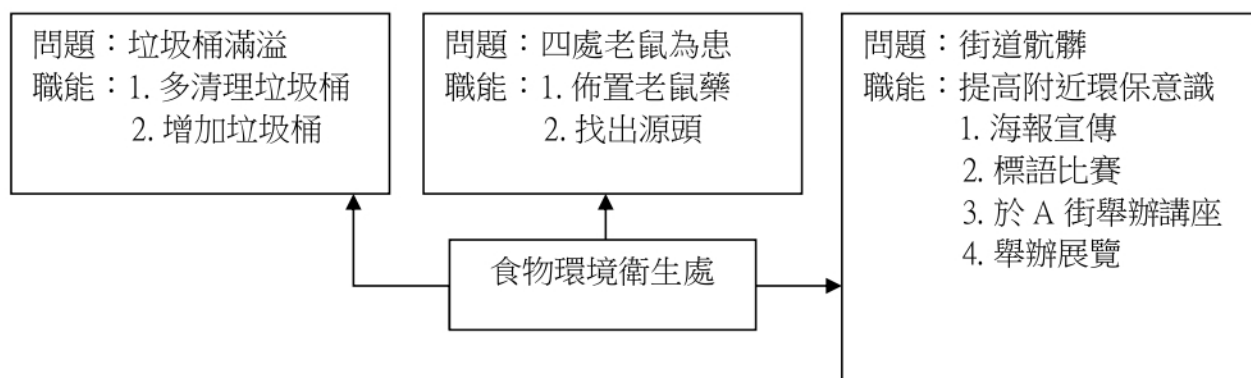 問題：垃圾桶滿溢
職能：1. 多清理垃圾桶
2. 增加垃圾桶
問題：四處老鼠為患
職能：1. 佈置老鼠藥
2. 找出源頭
問題：街道骯髒
職能：提高附近環保意識
1. 海報宣傳
2. 標語比賽
3. 於 A 街舉辦講座
4. 舉辦展覽
食物環境衛生處